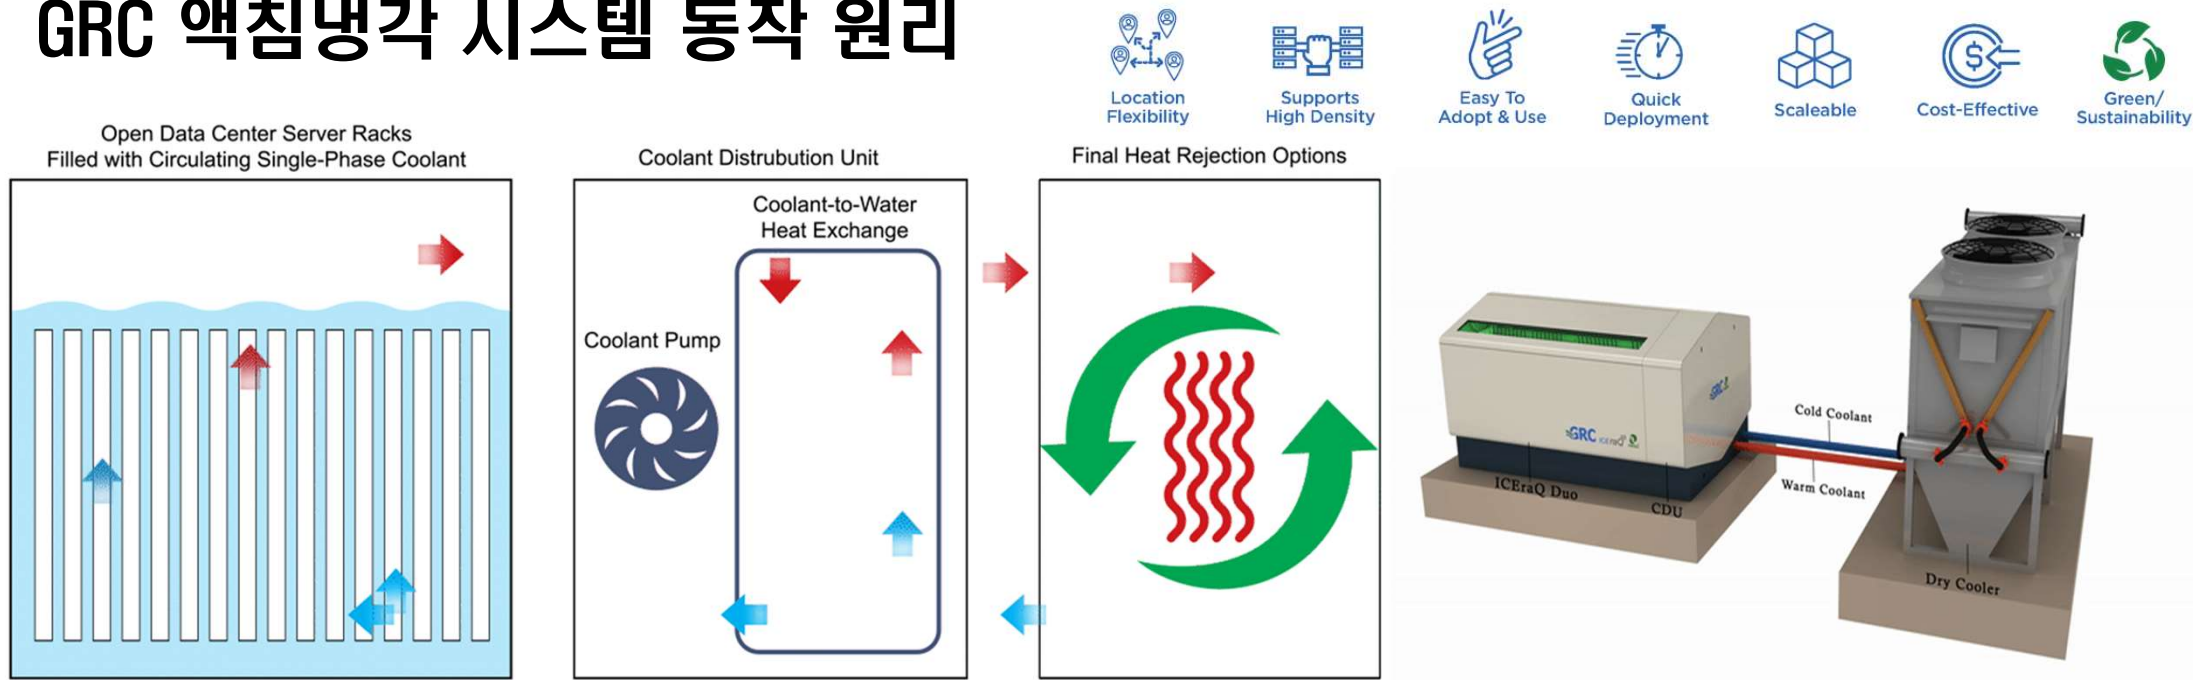 GRC 액침냉각 시스템 동작 원리
Location
Flexibility
Supports
High Density
Easy To
Adopt & Use
Quick
Deployment
Scaleable
Cost-Effective
Green/
Sustainability
Open Data Center Server Racks
Filled with Circulating Single-Phase Coolant
Coolant Distrubution Unit
Coolant-to-Water
Heat Exchange
Coolant Pump
Final Heat Rejection Options
GRC
GRC ICEraQ
ICEraQ Duo
CDU
Cold Coolant
Warm Coolant
Dry Cooler